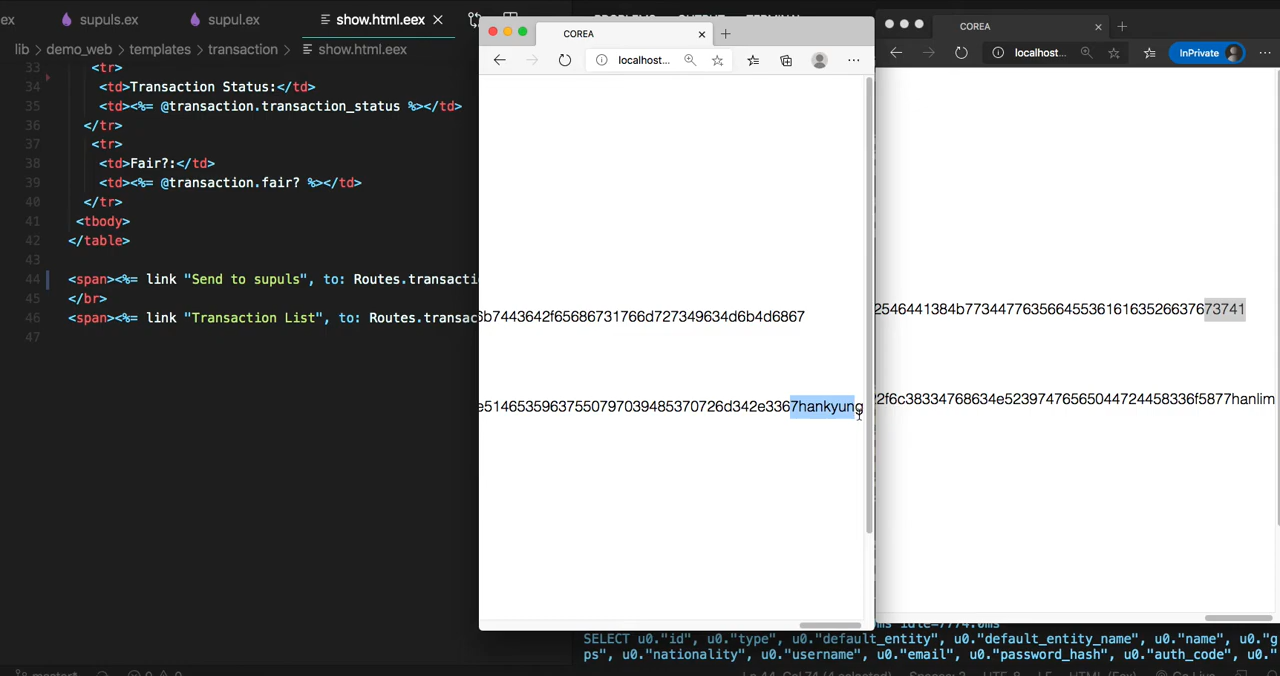 ex supuls.ex supul.ex show.html.eex
lib > demo_web > templates > transaction > show.html.eex
33 <tr>
34 <td>Transaction Status:</td>
35 <td><%= @transaction.transaction_status %></td>
36 </tr>
37 <tr>
38 <td>Fair?:</td>
39 <td><%= @transaction.fair? %></td>
40 </tr>
41 <tbody>
42 </table>
43
44 <span><%= link "Send to supuls", to: Routes.transacti
45 </br>
46 <span><%= link "Transaction List", to: Routes.transac
47
COREA
localhost...
6b7443642f65686731766d727349634d6b4d6867
e51465359637550797039485370726d342e3367hankyung
COREA
localhost... InPrivate
2546441384b7734477635664553616163526637673741
22f6c38334768634e523974765650447244583 36f5877hanlim
SELECT u0."id", u0."type", u0."default_entity", u0."default_entity_name", u0."name", u0."g
ps", u0."nationality", u0."username", u0."email", u0."password_hash", u0."auth_code", u0."